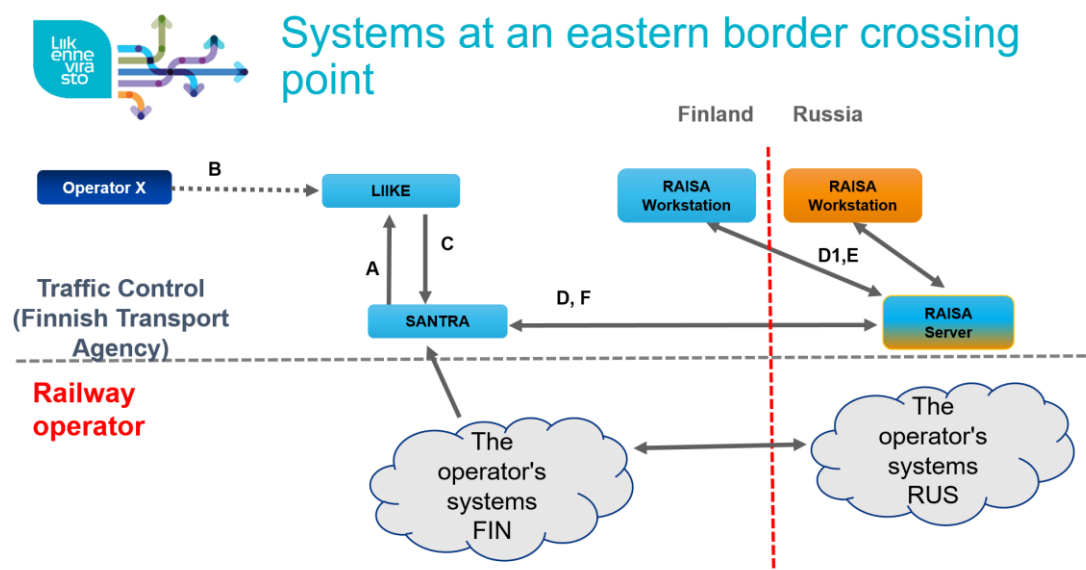 Liik
enne
vira
sto
Systems at an eastern border crossing
point
Finland
Russia
Operator X
B
LIIKE
RAISA
Workstation
RAISA
Workstation
A
C
D1,E
Traffic Control
(Finnish Transport
Agency)
SANTRA
D, F
RAISA
Server
Railway
operator
The
operator's
systems
FIN
The
operator's
systems
RUS